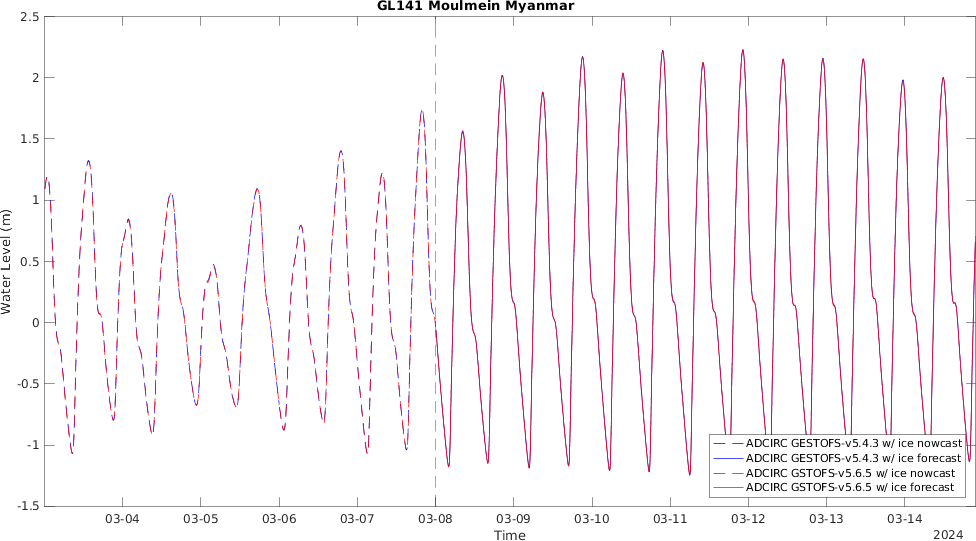 GL141 Moulmein Myanmar
2.5
2
1.5
1
0.5
0
-0.5
-1
-1.5
Water Level (m)
03-04 03-05 03-06 03-07 03-08 03-09 03-10 03-11 03-12 03-13 03-14
Time
2024
ADCIRC GESTOFS-v5.4.3 w/ ice nowcast
ADCIRC GESTOFS-v5.4.3 w/ ice forecast
ADCIRC GSTOFS-v5.6.5 w/ ice nowcast
ADCIRC GSTOFS-v5.6.5 w/ ice forecast